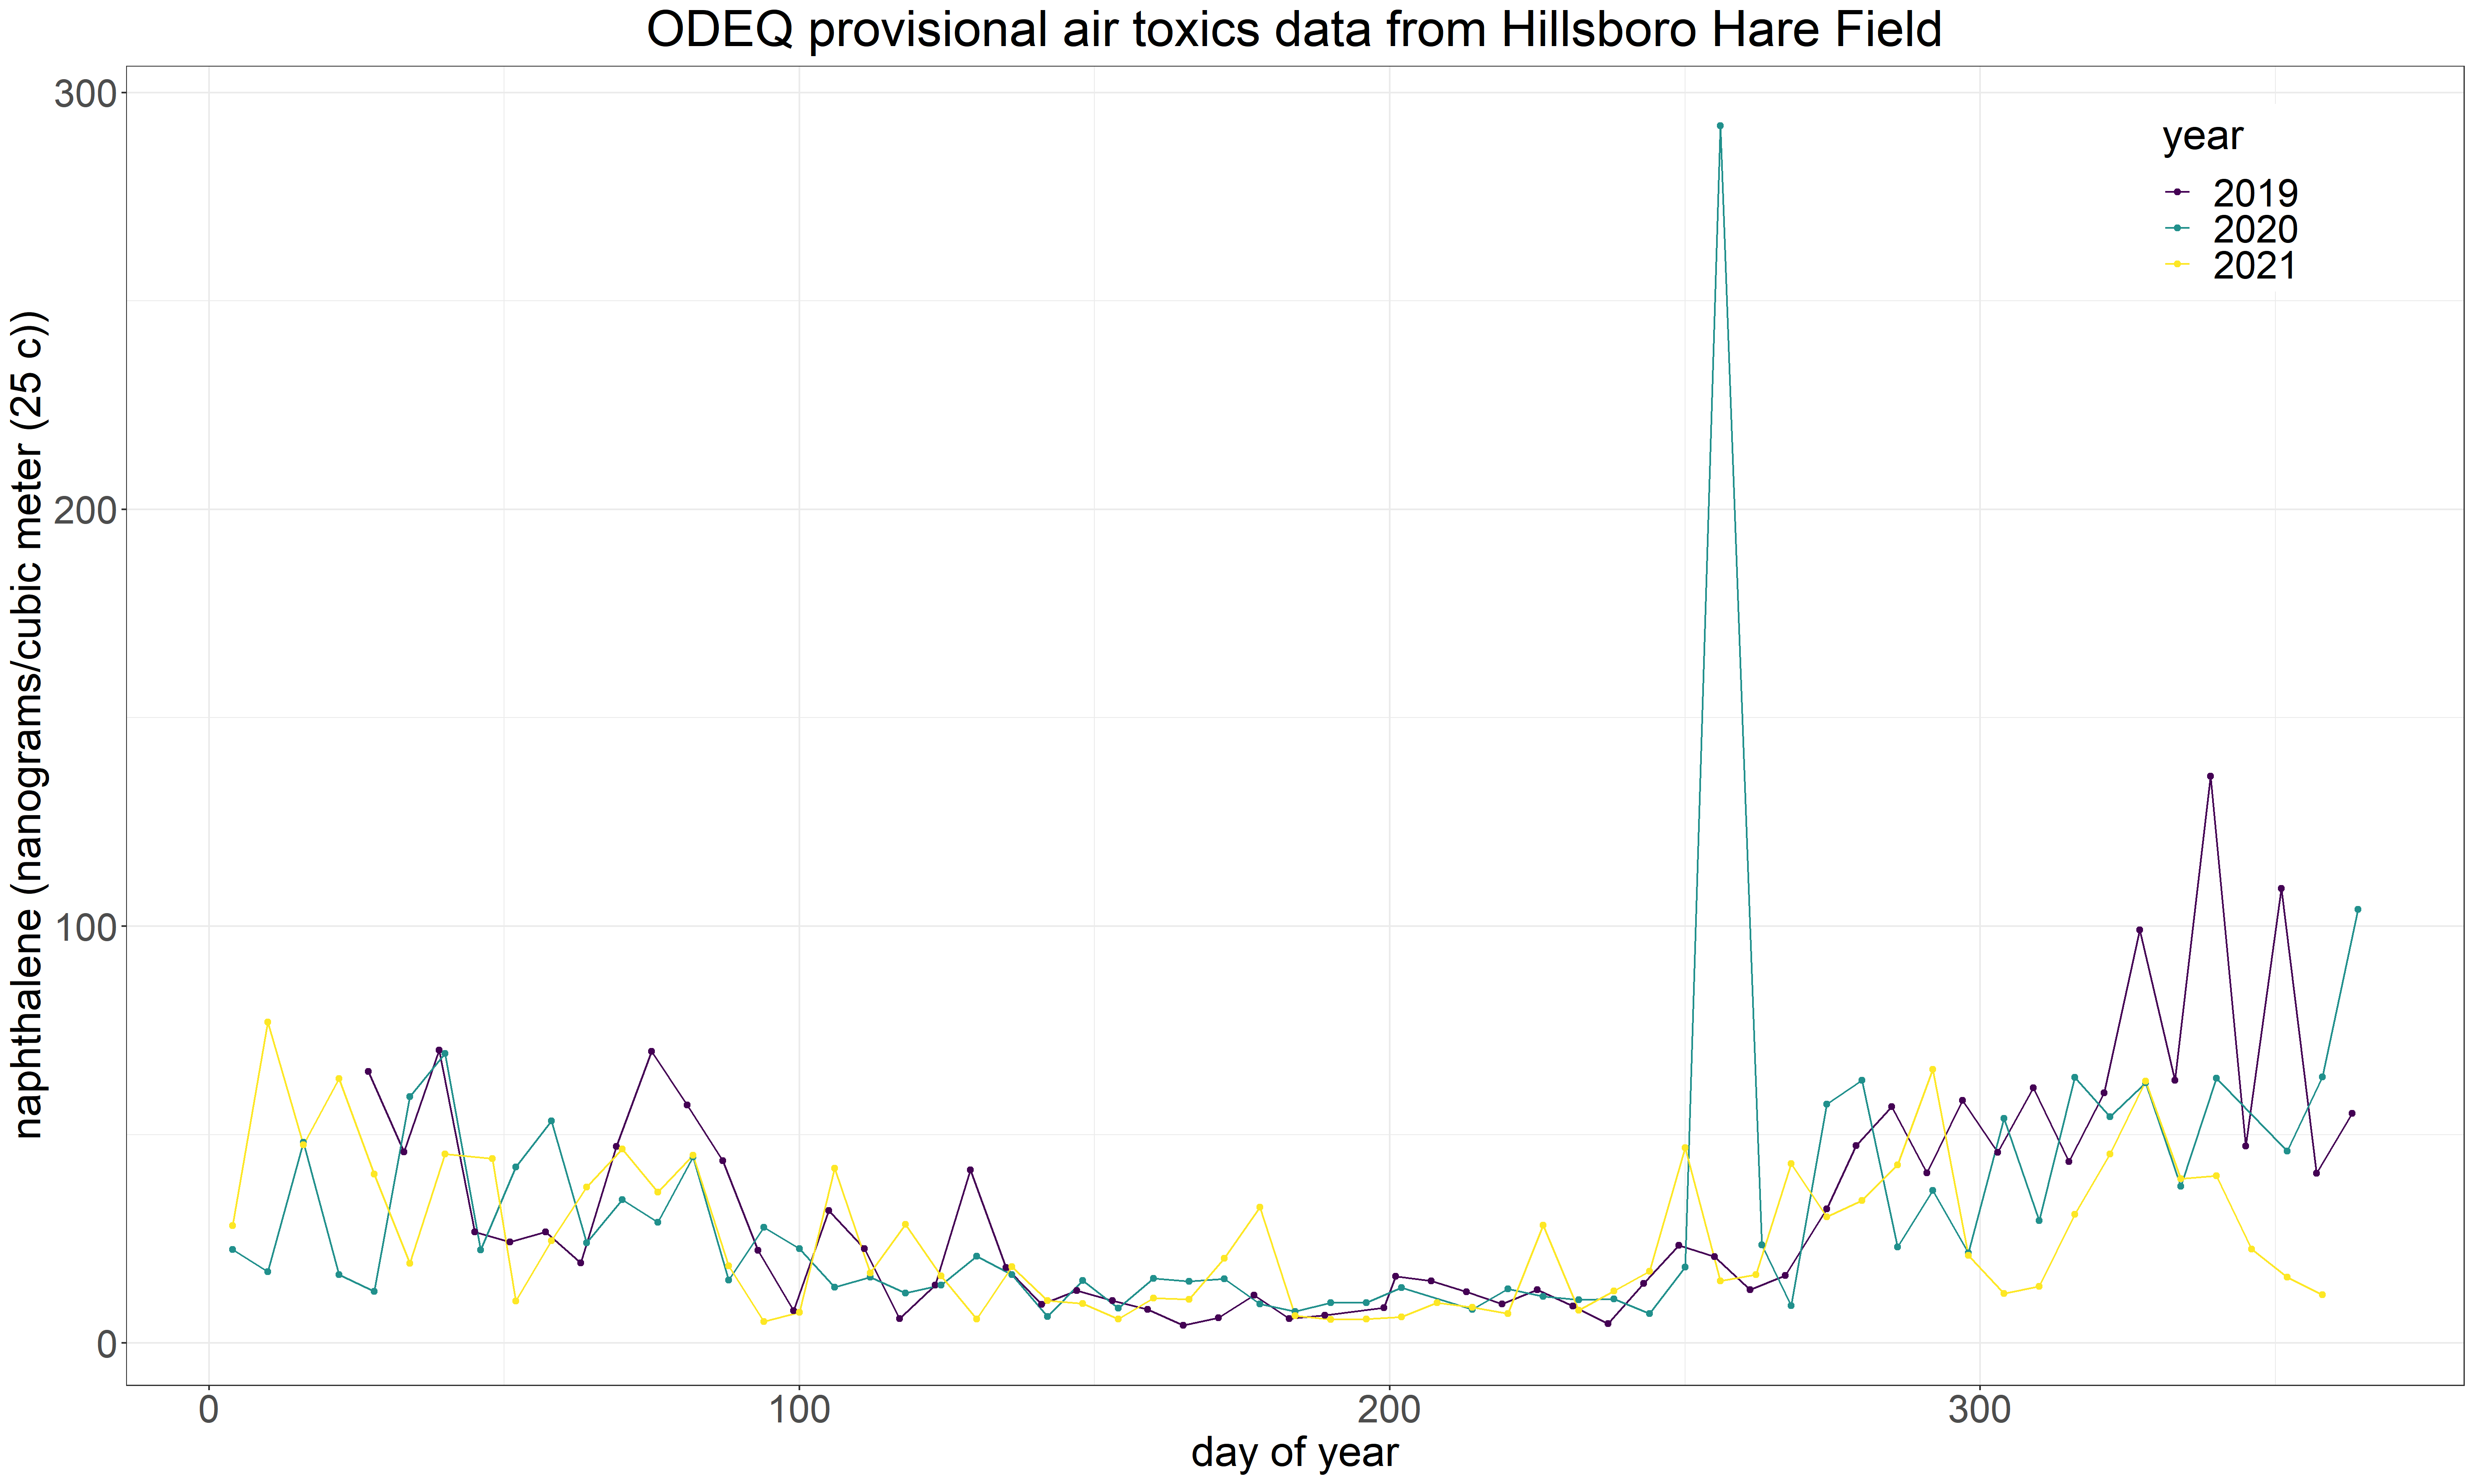 ODEQ provisional air toxics data from Hillsboro Hare Field
naphthalene (nanograms/cubic meter (25 c))
300
200
100
0
year
2019
2020
2021
0 100 200 300
day of year